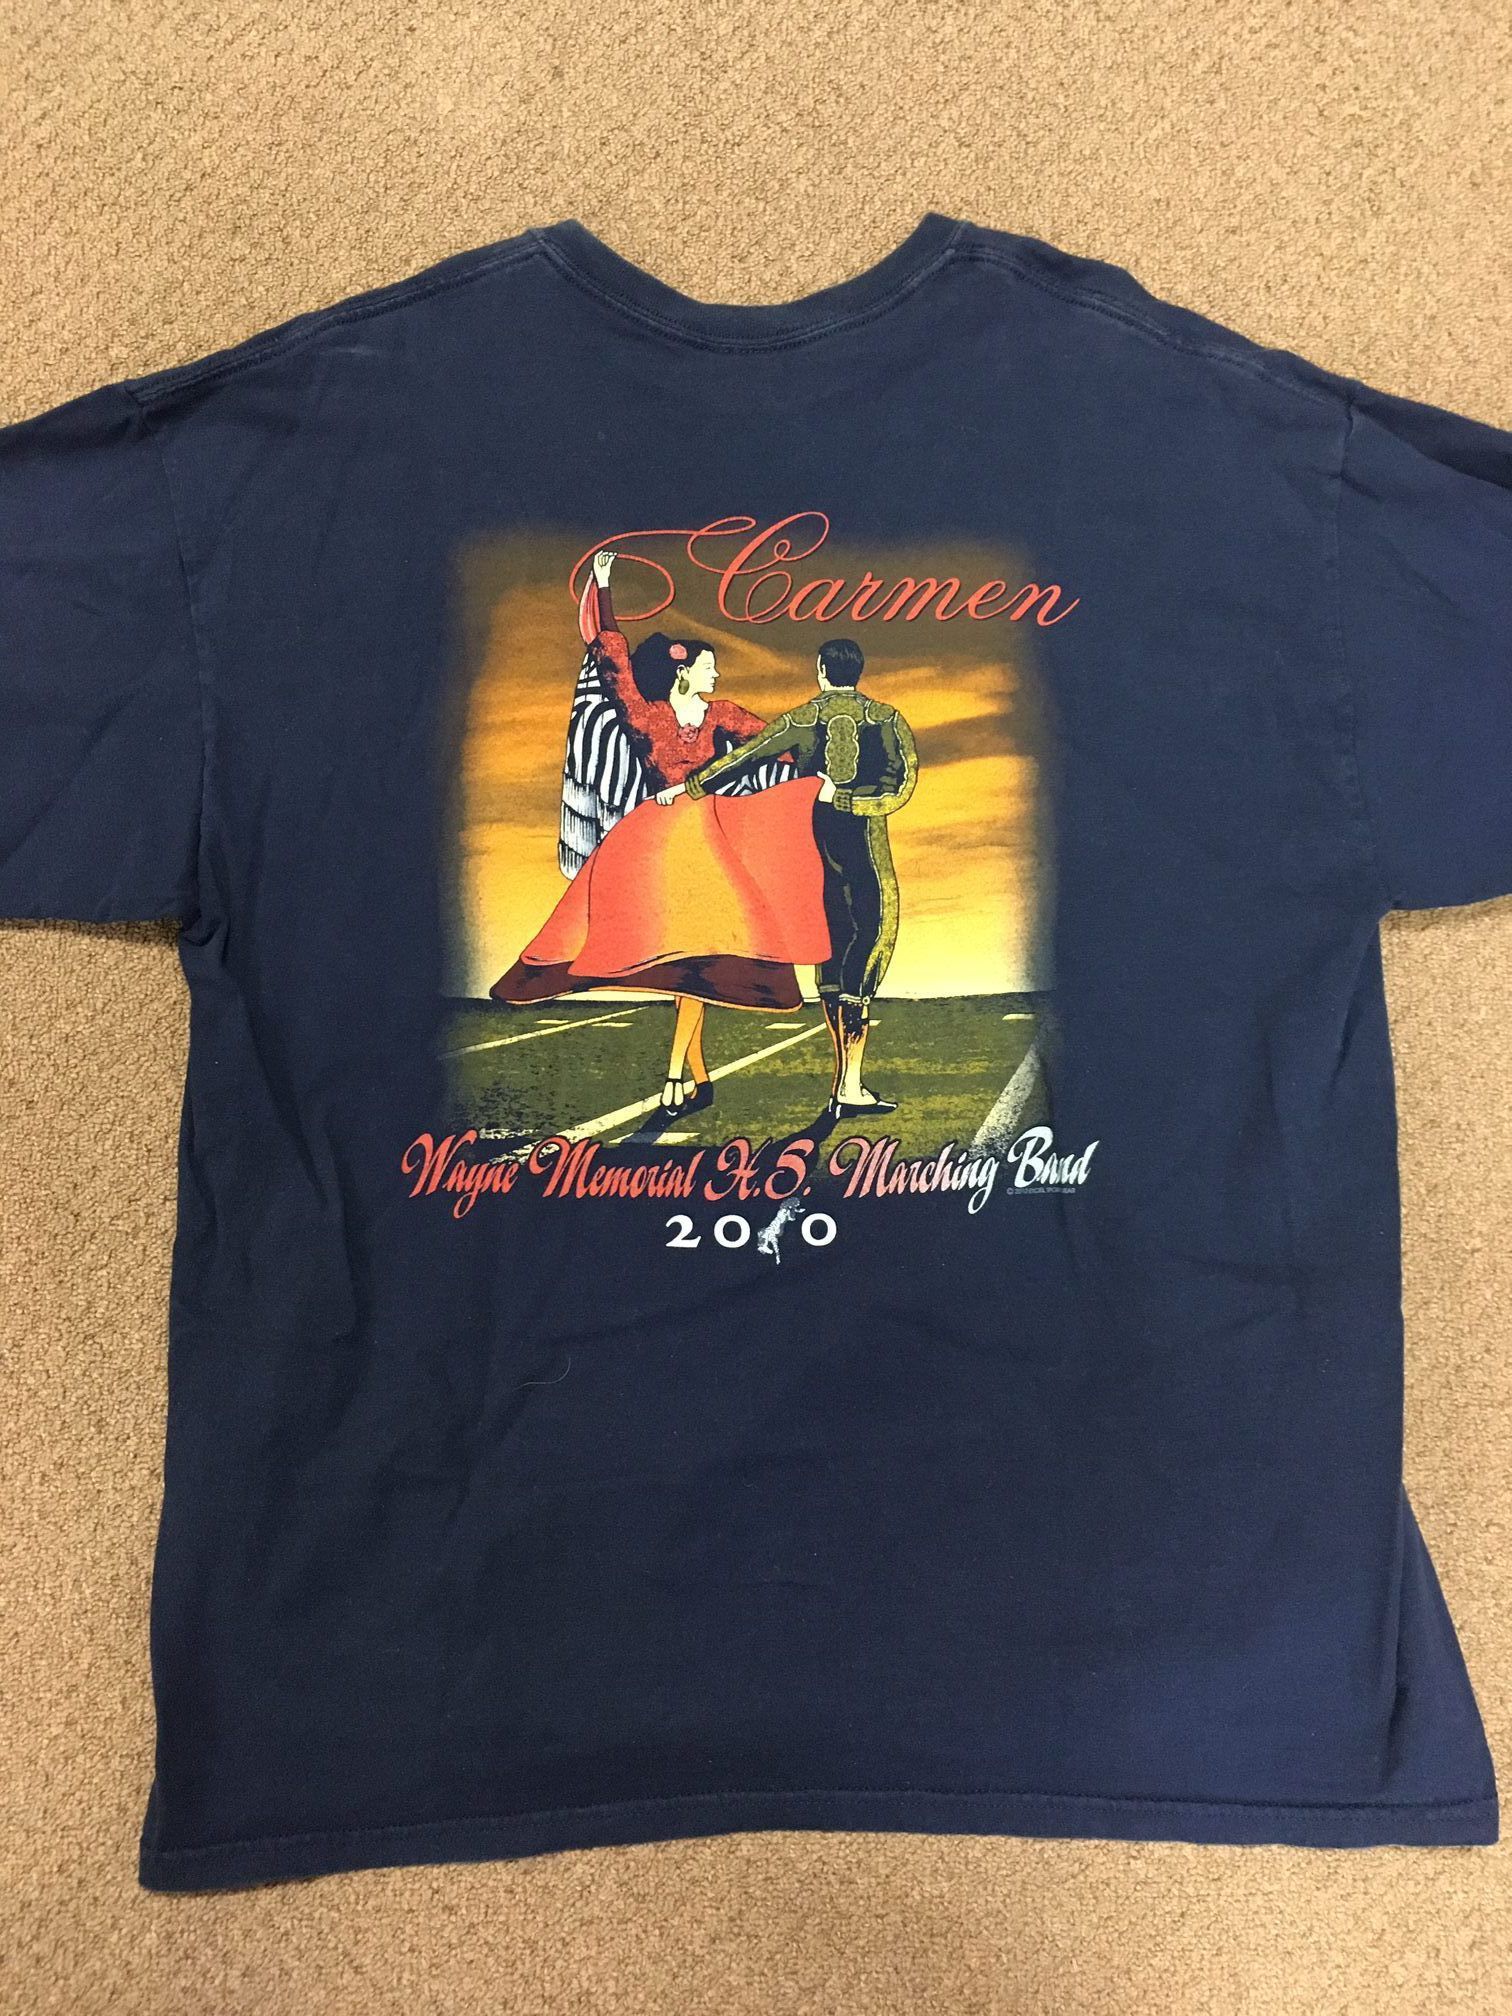 Carmen
Wayne Memorial H.S. Marching Band
2010